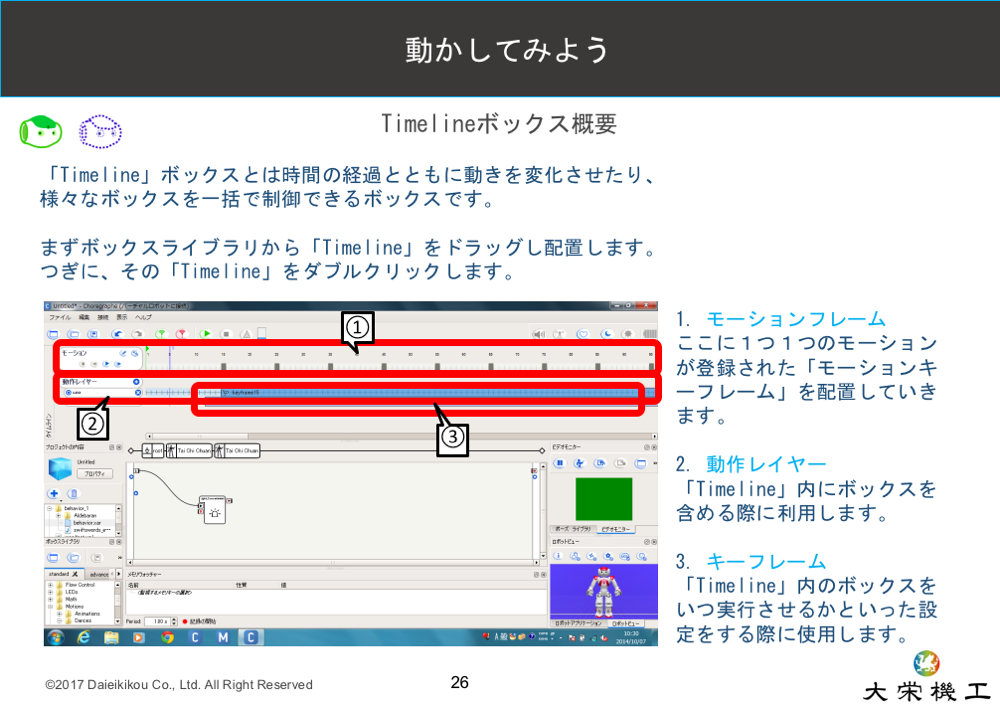 動かしてみよう
Timelineボックス概要
「Timeline」ボックスとは時間の経過とともに動きを変化させたり、
様々なボックスを一括で制御できるボックスです。
まずボックスライブラリから「Timeline」をドラッグし配置します。
つぎに、その「Timeline」をダブルクリックします。
ファイル 編集 接続 表示 ヘルプ
①
モーション
動作レイヤー
②
③
プロジェクトの内容
Untitled
プロパティ
root
Tai Chi Chuan
Tai Chi Chuan
ビデオモニター
behavior_1
Aldebaran
behavior.xar
ポーズ ライブラリ
ビデオモニター
ボックスライブラリ
ロボットビュー
standard
advance
Flow Control
LEDs
Math
Motions
Animations
Dances
メモリウォッチャー
名前 性質 値
Period: 1.00 s
記録の開始
ロボットアプリケーション
ロボットビュー
10:30
2014/10/07
1. モーションフレーム
ここに１つ１つのモーション
が登録された「モーションキ
ーフレーム」を配置していき
ます。
2. 動作レイヤー
「Timeline」内にボックスを
含める際に利用します。
3. キーフレーム
「Timeline」内のボックスを
いつ実行させるかといった設
定をする際に使用します。
©2017 Daieikikou Co., Ltd. All Right Reserved
26
大栄機工